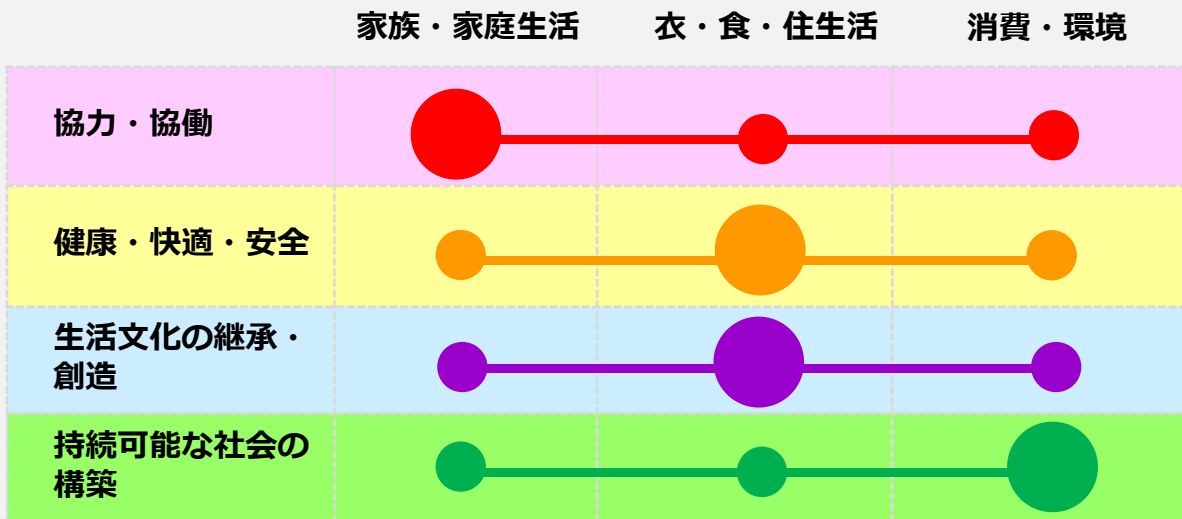 家族・家庭生活 衣・食・住生活 消費・環境
協力・協働
健康・快適・安全
生活文化の継承・
創造
持続可能な社会の
構築